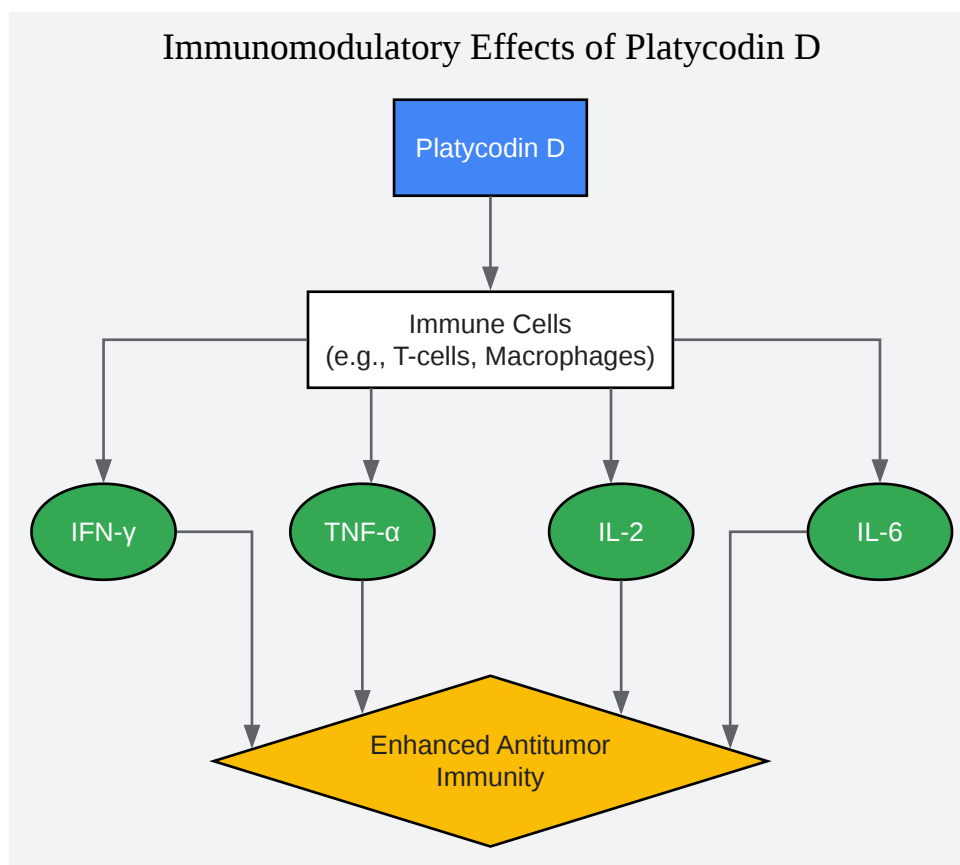 Immunomodulatory Effects of Platycodin D
Platycodin D
Immune Cells
(e.g., T-cells, Macrophages)
IFN-γ
TNF-α
IL-2
IL-6
Enhanced Antitumor
Immunity